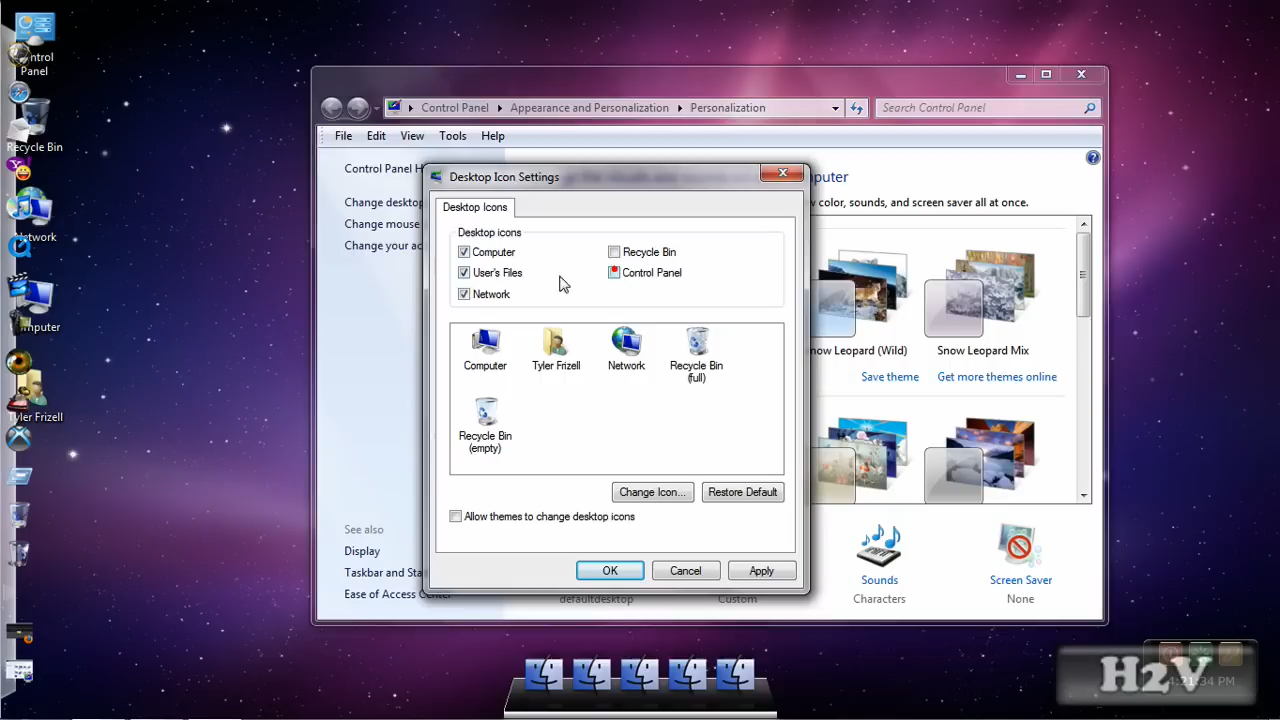 ntrol
Panel
Recycle Bin
Network
mputer
Tyler Frizell
Control Panel
Appearance and Personalization
Personalization
Search Control Panel
File
Edit
View
Tools
Help
Control Panel H
Change deskto
Change mouse
Change your ac
puter
color, sounds, and screen saver all at once.
Desktop Icon Settings
Desktop Icons
Desktop icons
Computer
Recycle Bin
User's Files
Control Panel
Network
Computer
Tyler Frizell
Network
Recycle Bin
(full)
Recycle Bin
(empty)
Change Icon...
Restore Default
Allow themes to change desktop icons
OK
Cancel
Apply
now Leopard (Wild)
Snow Leopard Mix
Save theme
Get more themes online
See also
Display
Taskbar and Sta
Ease of Access Center
defaultdesktop
Custom
Sounds
Characters
Screen Saver
None
H2V
4:21:34 PM